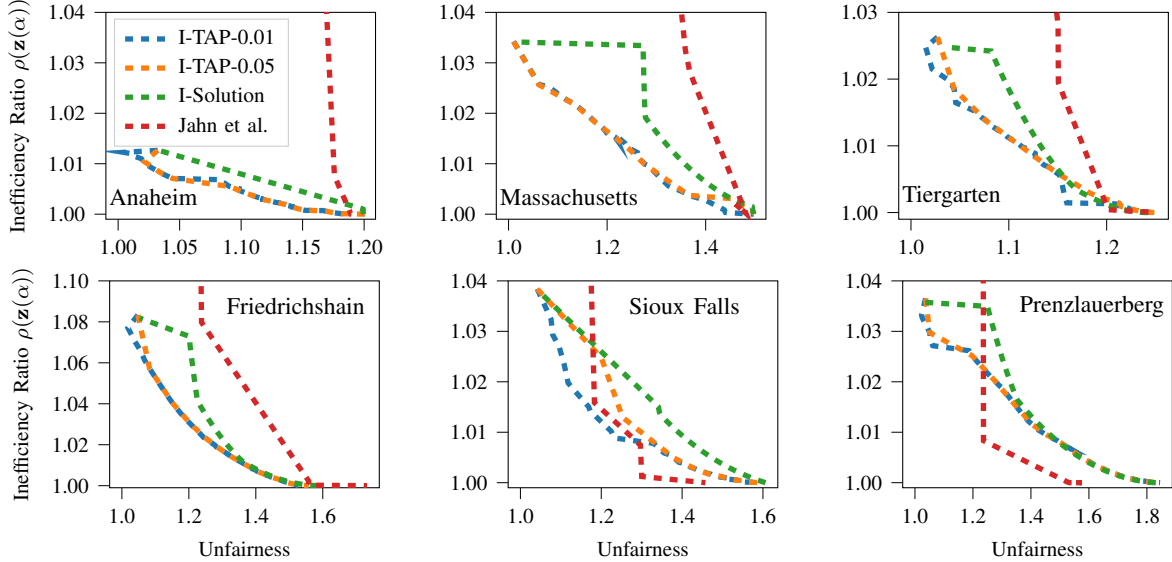 Inefficiency Ratio ρ(z(α))
1.04
1.03
1.02
1.01
1.00
I-TAP-0.01
I-TAP-0.05
I-Solution
Jahn et al.
Anaheim
1.00 1.05 1.10 1.15 1.20
1.04
1.02
1.00
Massachusetts
1.0 1.2 1.4
1.03
1.02
1.01
1.00
Tiergarten
1.0 1.1 1.2
Inefficiency Ratio ρ(z(α))
1.10
1.08
1.06
1.04
1.02
1.00
Friedrichshain
1.0 1.2 1.4 1.6
Unfairness
1.04
1.03
1.02
1.01
1.00
Sioux Falls
1.0 1.2 1.4 1.6
Unfairness
1.04
1.03
1.02
1.01
1.00
Prenzlauerberg
1.0 1.2 1.4 1.6 1.8
Unfairness